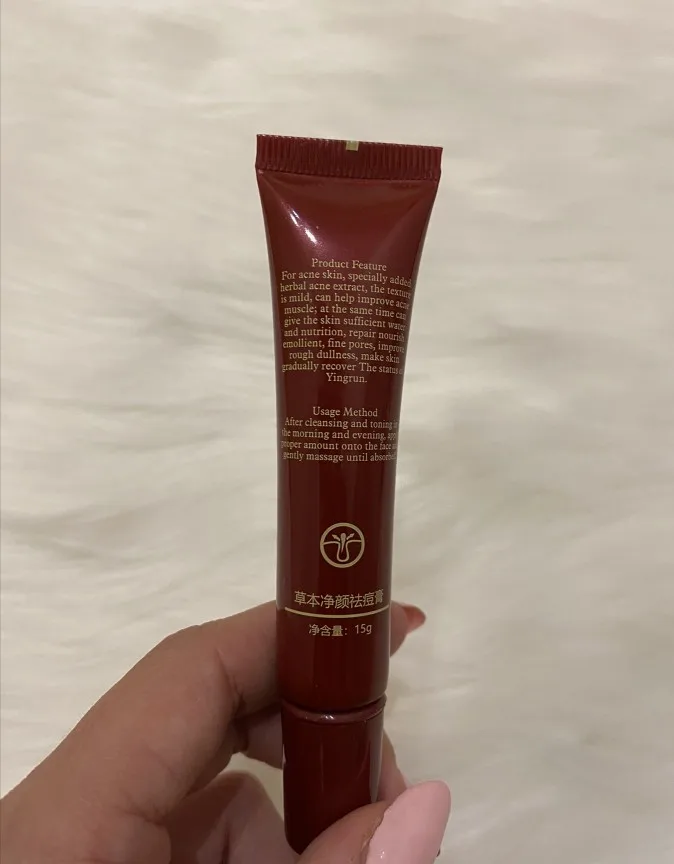 Product Feature
For acne skin, specially added
herbal acne extract, the texture
is mild, can help improve acne
muscle; at the same time can
give the skin sufficient water
and nutrition, repair nourish
emollient, fine pores, improve
rough dullness, make skin
gradually recover The status of
Yingrun.
Usage Method
After cleansing and toning in
the morning and evening,
proper amount onto the face
gently massage until absorbed
草本净颜祛痘膏
净含量：15g